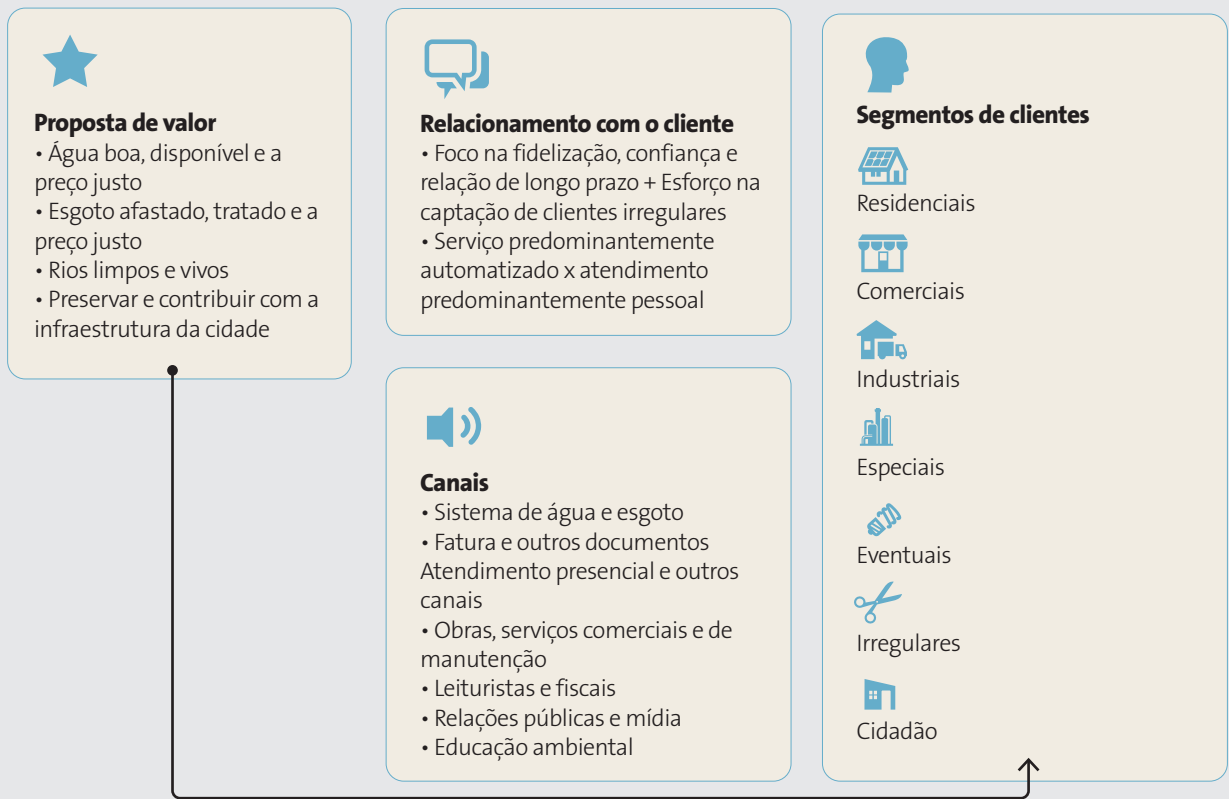 Proposta de valor
• Água boa, disponível e a
preço justo
• Esgoto afastado, tratado e a
preço justo
• Rios limpos e vivos
• Preservar e contribuir com a
infraestrutura da cidade
Relacionamento com o cliente
• Foco na fidelização, confiança e
relação de longo prazo + Esforço na
captação de clientes irregulares
• Serviço predominantemente
automatizado x atendimento
predominantemente pessoal
Canais
• Sistema de água e esgoto
• Fatura e outros documentos
Atendimento presencial e outros
canais
• Obras, serviços comerciais e de
manutenção
• Leituristas e fiscais
• Relações públicas e mídia
• Educação ambiental
Segmentos de clientes
Residenciais
Comerciais
Industriais
Especiais
Eventuais
Irregulares
Cidadão